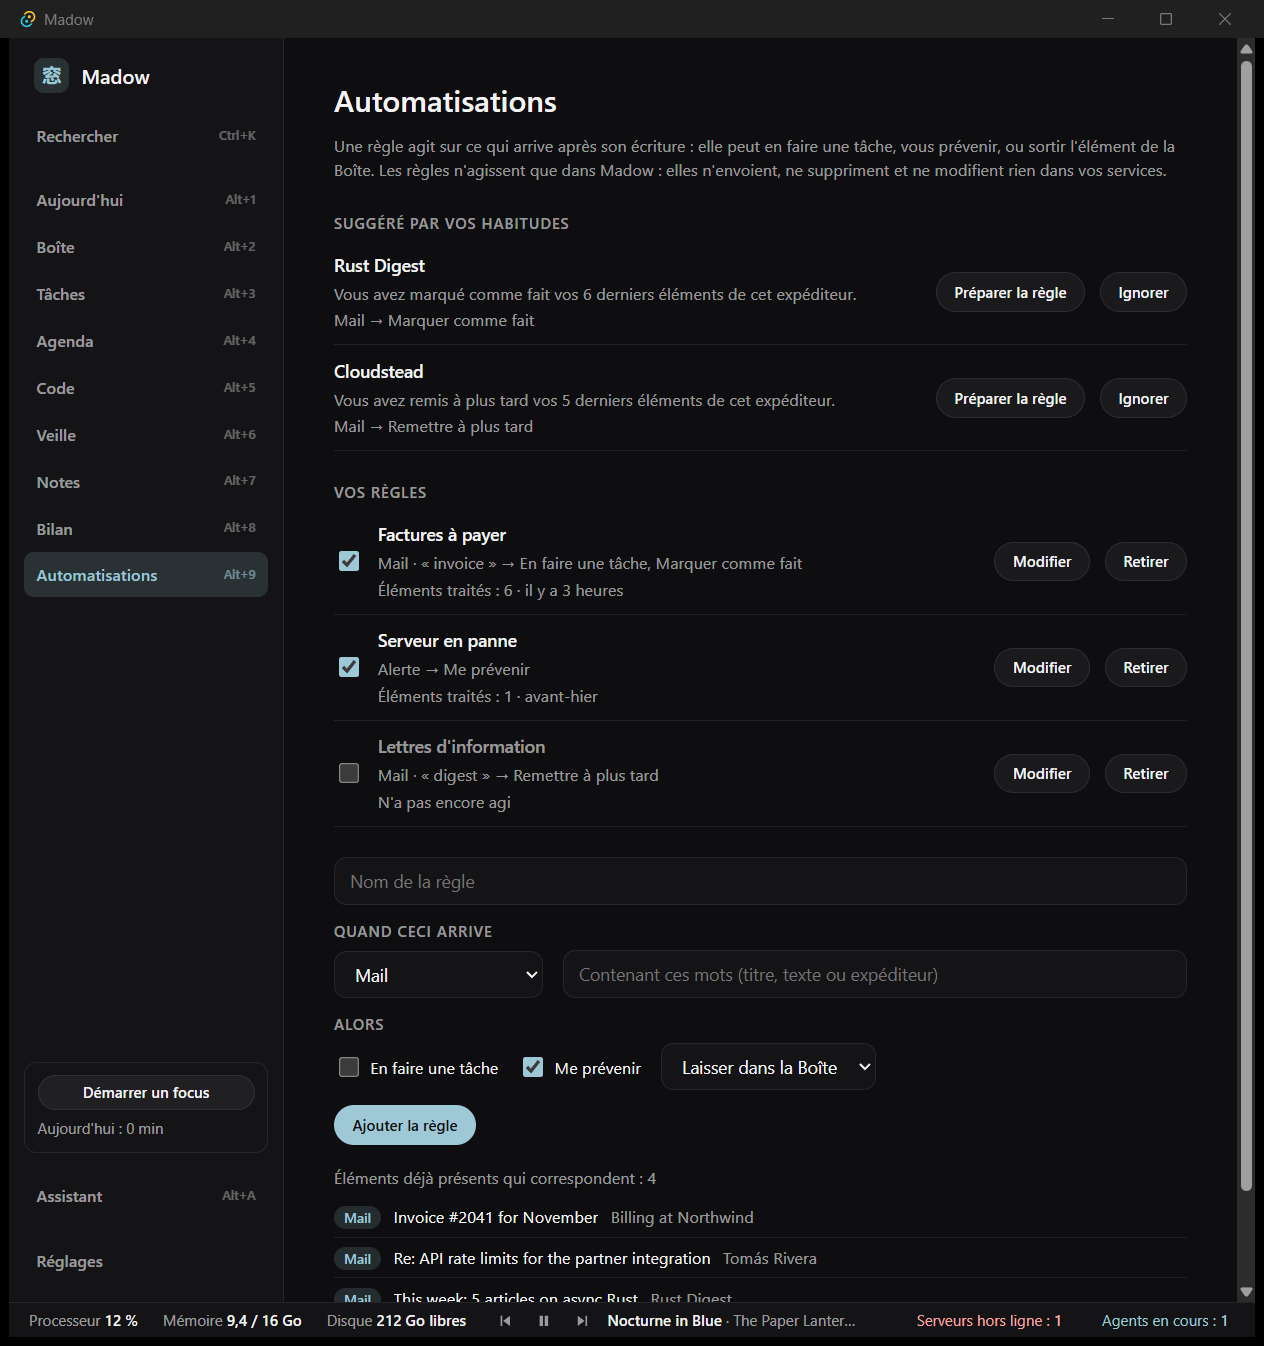 Madow
窓 Madow
Rechercher Ctrl+K
Aujourd'hui Alt+1
Boîte Alt+2
Tâches Alt+3
Agenda Alt+4
Code Alt+5
Veille Alt+6
Notes Alt+7
Bilan Alt+8
Automatisations Alt+9
Démarrer un focus
Aujourd'hui : 0 min
Assistant Alt+A
Réglages
Automatisations
Une règle agit sur ce qui arrive après son écriture : elle peut en faire une tâche, vous prévenir, ou sortir l'élément de la
Boîte. Les règles n'agissent que dans Madow : elles n'envoient, ne suppriment et ne modifient rien dans vos services.
SUGGÉRÉ PAR VOS HABITUDES
Rust Digest
Vous avez marqué comme fait vos 6 derniers éléments de cet expéditeur.
Mail → Marquer comme fait
Préparer la règle Ignorer
Cloudstead
Vous avez remis à plus tard vos 5 derniers éléments de cet expéditeur.
Mail → Remettre à plus tard
Préparer la règle Ignorer
VOS RÈGLES
Factures à payer
Mail · « invoice » → En faire une tâche, Marquer comme fait
Éléments traités : 6 · il y a 3 heures
Modifier Retirer
Serveur en panne
Alerte → Me prévenir
Éléments traités : 1 · avant-hier
Modifier Retirer
Lettres d'information
Mail · « digest » → Remettre à plus tard
N'a pas encore agi
Modifier Retirer
Nom de la règle
QUAND CECI ARRIVE
Mail Contenant ces mots (titre, texte ou expéditeur)
ALORS
En faire une tâche Me prévenir Laisser dans la Boîte
Ajouter la règle
Éléments déjà présents qui correspondent : 4
Mail Invoice #2041 for November Billing at Northwind
Mail Re: API rate limits for the partner integration Tomás Rivera
Mail This week: 5 articles on async Rust Rust Digest
Processeur 12 % Mémoire 9,4 / 16 Go Disque 212 Go libres Nocturne in Blue · The Paper Lanter... Serveurs hors ligne : 1 Agents en cours : 1